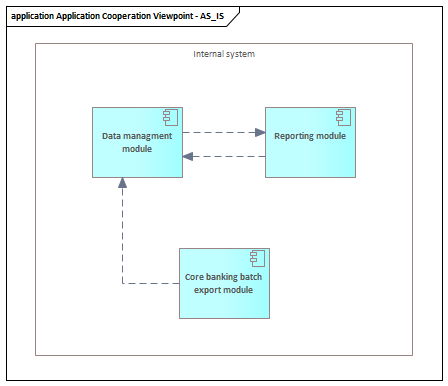 application Application Cooperation Viewpoint - AS_IS
Internal system
Data managment
module
Reporting module
Core banking batch
export module